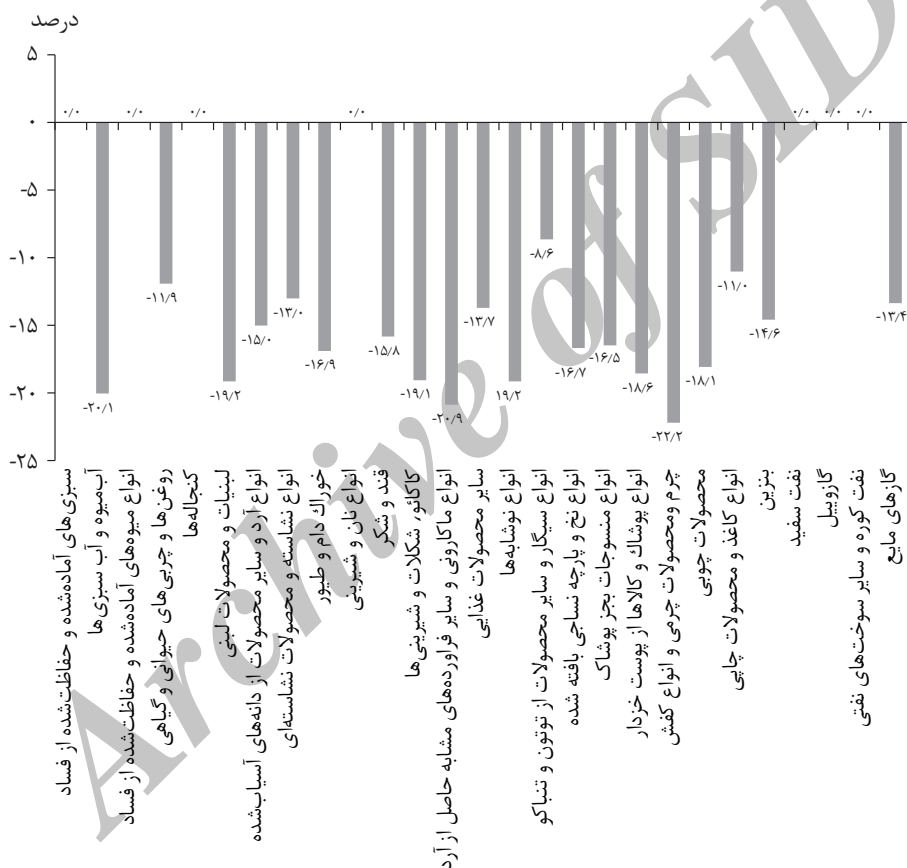 درصد
۵
۰
-۵
-۱۰
-۱۵
-۲۰
-۲۵
۰/۰
-۲۰/۱
۰/۰
-۱۱/۹
۰/۰
-۱۹/۲
-۱۵/۰
-۱۳/۰
-۱۶/۹
۰/۰
-۱۵/۸
-۱۹/۱
-۲۰/۹
-۱۳/۷
۱۹/۲
-۸/۶
-۱۶/۷
-۱۶/۵
-۱۸/۶
-۲۲/۲
-۱۸/۱
-۱۱/۰
-۱۴/۶
۰/۰
۰/۰
۰/۰
-۱۳/۴
سبزی‌های آماده‌شده و حفاظت‌شده از فساد
آب‌میوه و آب سبزی‌ها
انواع میوه‌های آماده‌شده و حفاظت‌شده از فساد
روغن‌ها و چربی‌های حیوانی و گیاهی
کنجاله‌ها
لبنیات و محصولات لبنی
انواع آرد و سایر محصولات از دانه‌های آسیاب‌شده
انواع نشاسته و محصولات نشاسته‌ای
خوراک دام و طیور
انواع نان و شیرینی
قند و شکر
کاکائو، شکلات و شیرینی‌ها
انواع ماکارونی و سایر فراورده‌های مشابه حاصل از آرد
سایر محصولات غذایی
انواع نوشابه‌ها
انواع سیگار و سایر محصولات از توتون و تنباکو
انواع نخ و پارچه نساجی بافته شده
انواع منسوجات بجز پوشاک
انواع پوشاک و کالاها از پوست خزدار
چرم ومحصولات چرمی و انواع کفش
محصولات چوبی
انواع کاغذ و محصولات چاپی
بنزین
نفت سفید
گازوییل
نفت کوره و سایر سوخت‌های نفتی
گازهای مایع
Archive of SID